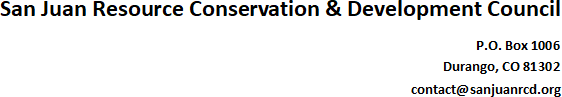 San Juan Resource Conservation & Development Council
P.O. Box 1006
Durango, CO 81302
contact@sanjuanrcd.org